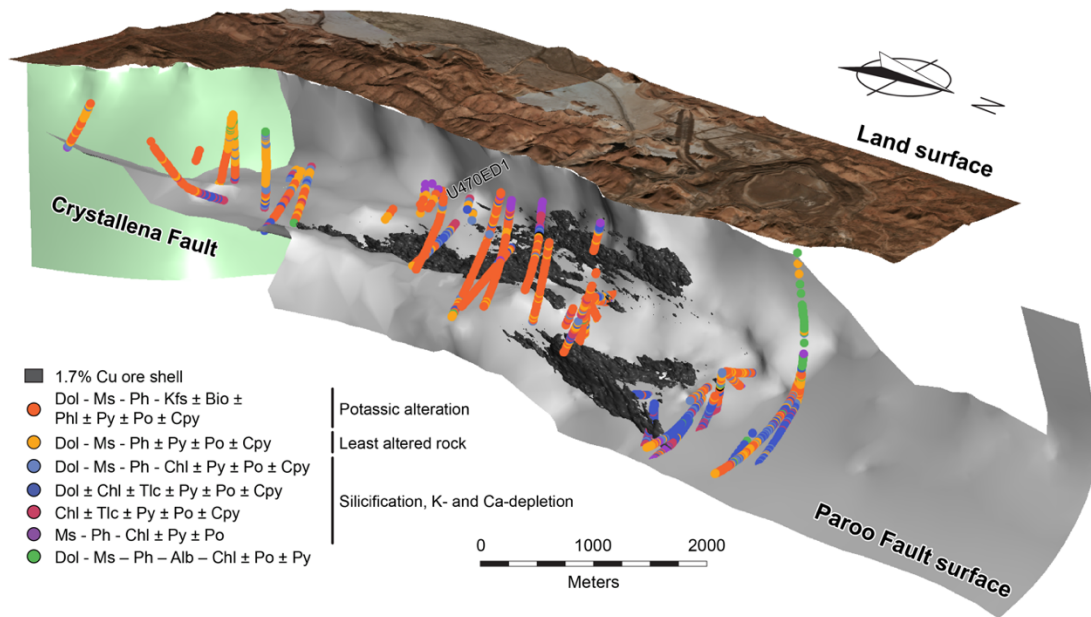 N
Land surface
U470ED1
Crystallena Fault
Paroo Fault surface
1.7% Cu ore shell
Dol - Ms - Ph - Kfs ± Bio ±
Phl ± Py ± Po ± Cpy
Potassic alteration
Dol - Ms - Ph ± Py ± Po ± Cpy
Least altered rock
Dol - Ms - Ph - Chl ± Py ± Po ± Cpy
Dol ± Chl ± Tlc ± Py ± Po ± Cpy
Silicification, K- and Ca-depletion
Chl ± Tlc ± Py ± Po ± Cpy
Ms - Ph - Chl ± Py ± Po
Dol - Ms – Ph – Alb – Chl ± Po ± Py
0 1000 2000
Meters